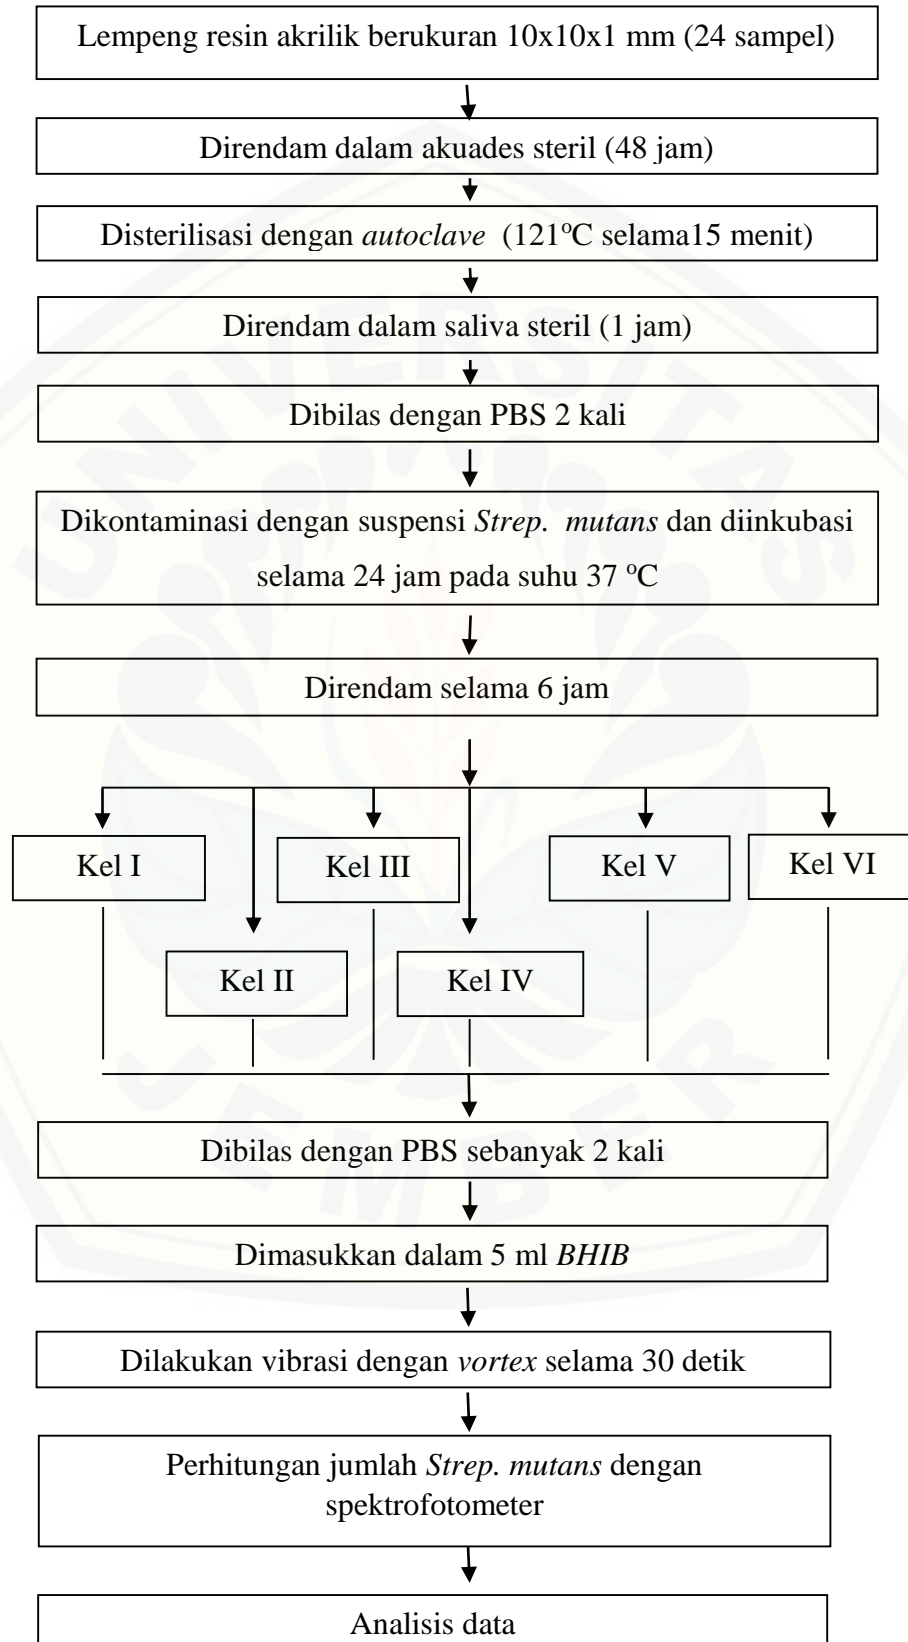 Lempeng resin akrilik berukuran 10x10x1 mm (24 sampel)
Direndam dalam akuades steril (48 jam)
Disterilisasi dengan autoclave (121°C selama15 menit)
Direndam dalam saliva steril (1 jam)
Dibilas dengan PBS 2 kali
Dikontaminasi dengan suspensi Strep. mutans dan diinkubasi
selama 24 jam pada suhu 37 °C
Direndam selama 6 jam
Kel I
Kel II
Kel III
Kel IV
Kel V
Kel VI
Dibilas dengan PBS sebanyak 2 kali
Dimasukkan dalam 5 ml BHIB
Dilakukan vibrasi dengan vortex selama 30 detik
Perhitungan jumlah Strep. mutans dengan
spektrofotometer
Analisis data
UNIVERSITAS
JEMBER